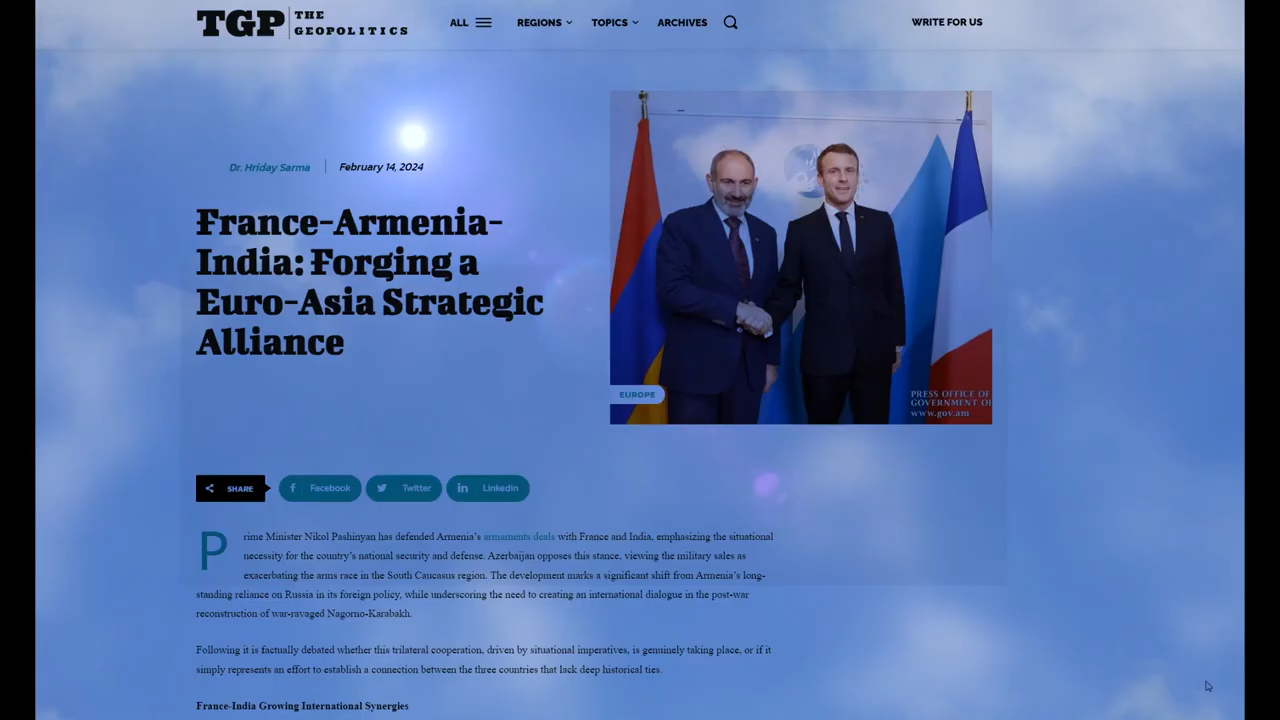 TGP THE GEOPOLITICS
ALL REGIONS TOPICS ARCHIVES WRITE FOR US
Dr. Hriday Sarma February 14, 2024
France-Armenia-
India: Forging a
Euro-Asia Strategic
Alliance
EUROPE
PRESS OFFICE OF
GOVERNMENT O
www.gov.am
SHARE Facebook Twitter Linkedin
Prime Minister Nikol Pashinyan has defended Armenia's armaments deals with France and India, emphasizing the situational
necessity for the country's national security and defense. Azerbaijan opposes this stance, viewing the military sales as
exacerbating the arms race in the South Caucasus region. The development marks a significant shift from Armenia's long-
standing reliance on Russia in its foreign policy, while underscoring the need to creating an international dialogue in the post-war
reconstruction of war-ravaged Nagorno-Karabakh.
Following it is factually debated whether this trilateral cooperation, driven by situational imperatives, is genuinely taking place, or if it
simply represents an effort to establish a connection between the three countries that lack deep historical ties.
France-India Growing International Synergies